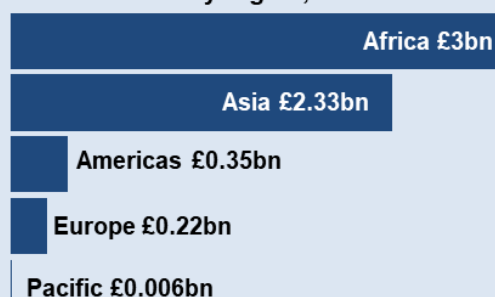 Africa £3bn
Asia £2.33bn
Americas £0.35bn
Europe £0.22bn
Pacific £0.006bn